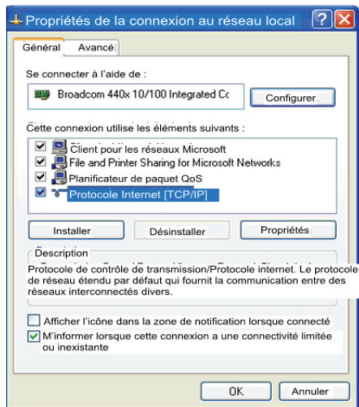 Propriétés de la connexion au réseau local
Général Avancé
Se connecter à l'aide de :
Broadcom 440x 10/100 Integrated Cc
Configurer
Cette connexion utilise les éléments suivants :
Client pour les réseaux Microsoft
File and Printer Sharing for Microsoft Networks
Planificateur de paquet QoS
Protocole Internet [TCP/IP]
Installer Désinstaller Propriétés
Description
Protocole de contrôle de transmission/Protocole internet. Le protocole
de réseau étendu par défaut qui fournit la communication entre des
réseaux interconnectés divers.
Afficher l'icône dans la zone de notification lorsque connecté
M'informer lorsque cette connexion a une connectivité limitée
ou inexistante
OK Annuler